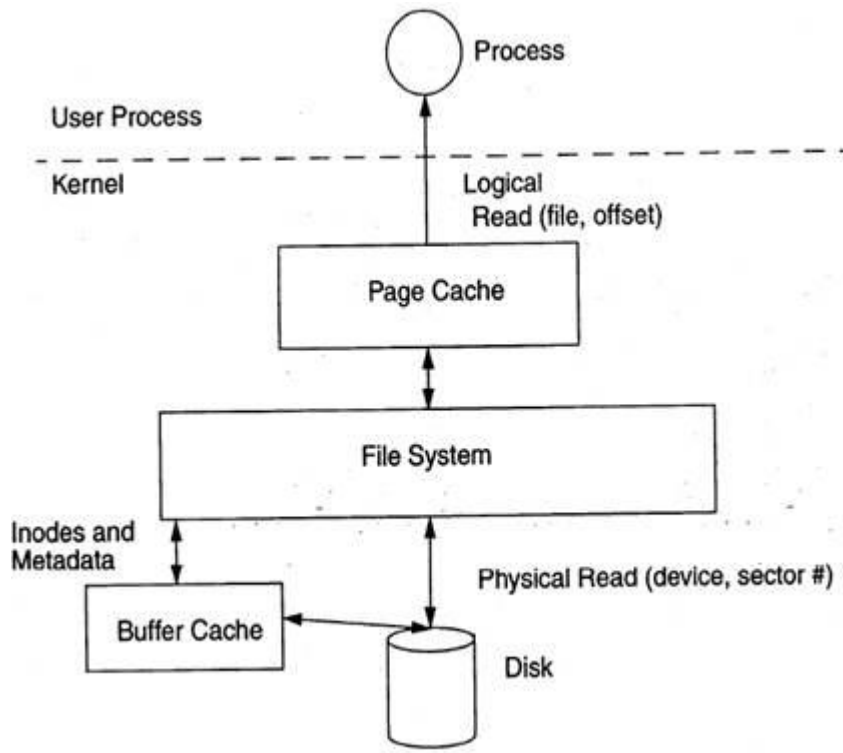 Process
User Process
Kernel
Logical
Read (file, offset)
Page Cache
File System
Inodes and
Metadata
Physical Read (device, sector #)
Buffer Cache
Disk